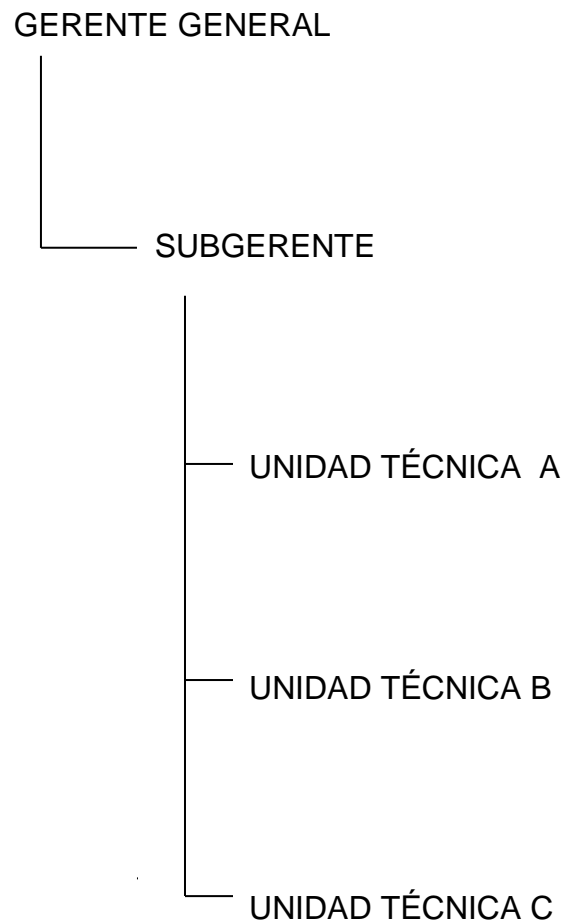 GERENTE GENERAL
SUBGERENTE
UNIDAD TÉCNICA A
UNIDAD TÉCNICA B
UNIDAD TÉCNICA C